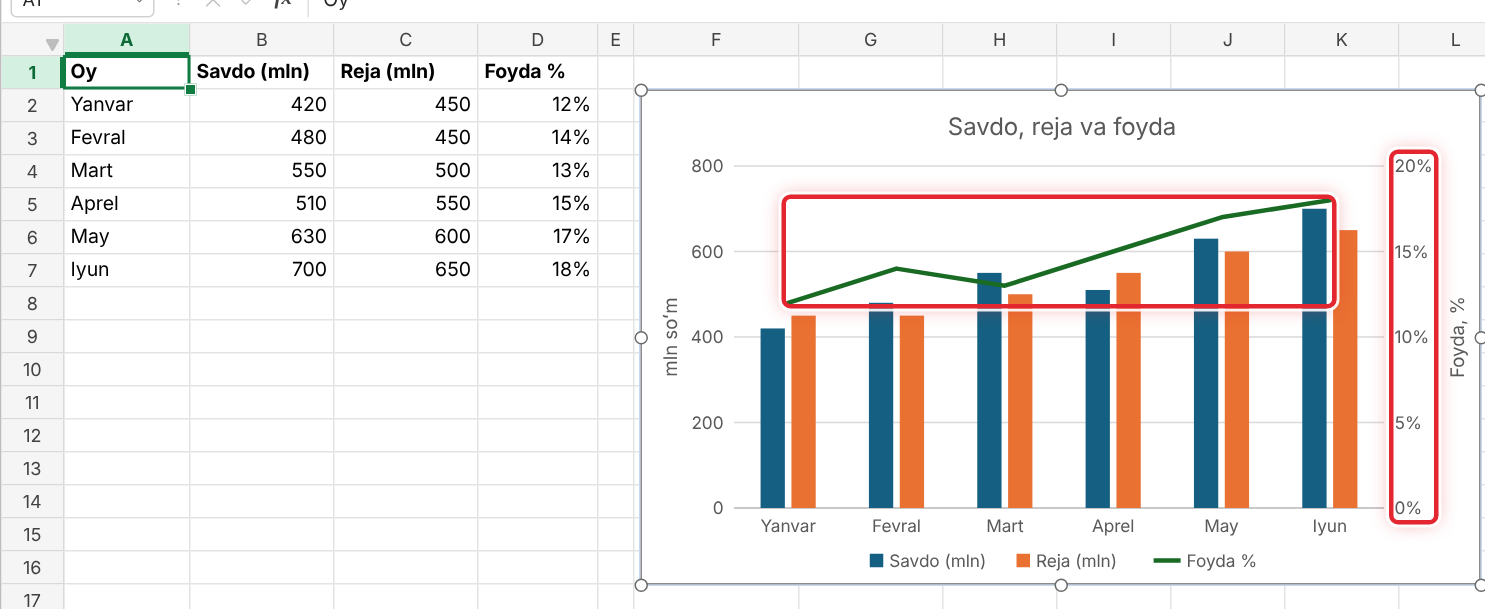 A1 fx Oy
A B C D E F G H I J K L
1 Oy Savdo (mln) Reja (mln) Foyda %
2 Yanvar 420 450 12%
3 Fevral 480 450 14%
4 Mart 550 500 13%
5 Aprel 510 550 15%
6 May 630 600 17%
7 Iyun 700 650 18%
8
9
10
11
12
13
14
15
16
17
Savdo, reja va foyda
800 20%
600 15%
400 10%
200 5%
0 0%
mln soʻm
Foyda, %
Yanvar Fevral Mart Aprel May Iyun
Savdo (mln) Reja (mln) Foyda %